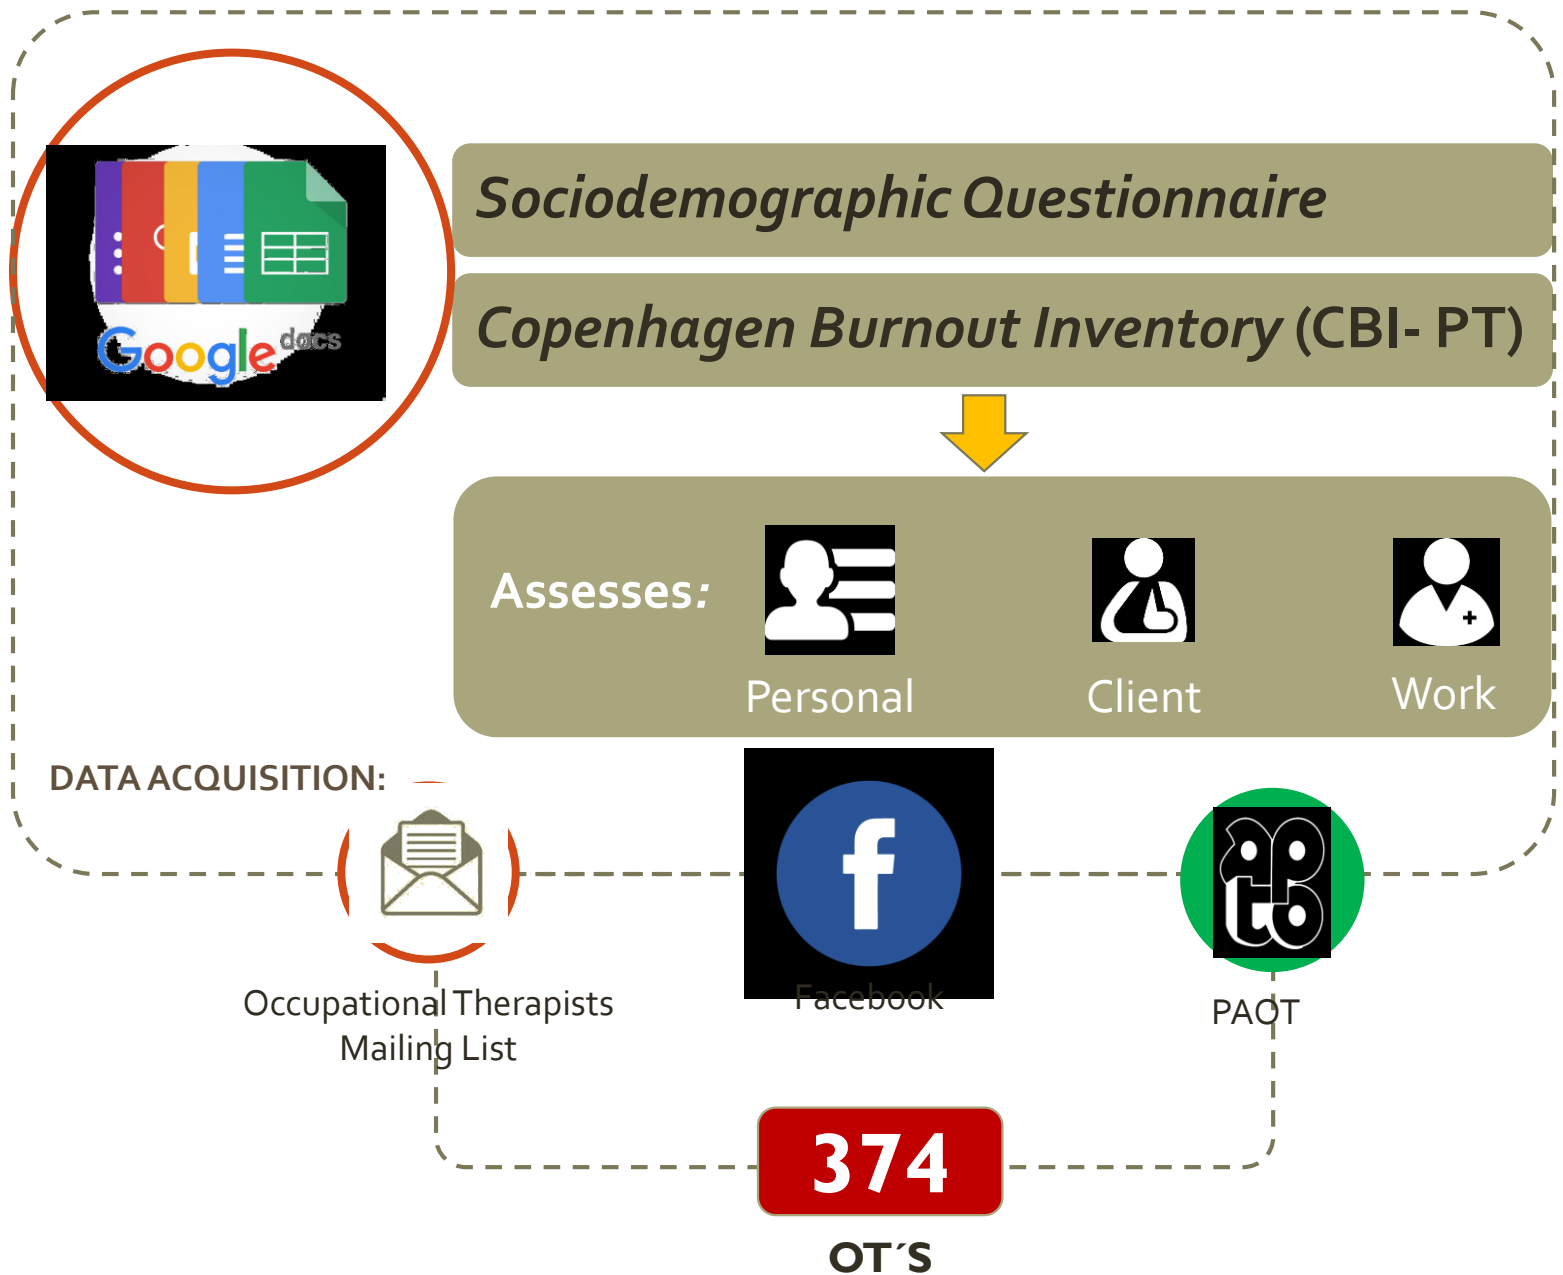 Google docs
Sociodemographic Questionnaire
Copenhagen Burnout Inventory (CBI- PT)
Assesses:
Personal
Client
Work
DATA ACQUISITION:
f
apto
Occupational Therapists
Mailing List
Facebook
PAOT
374
OT´S